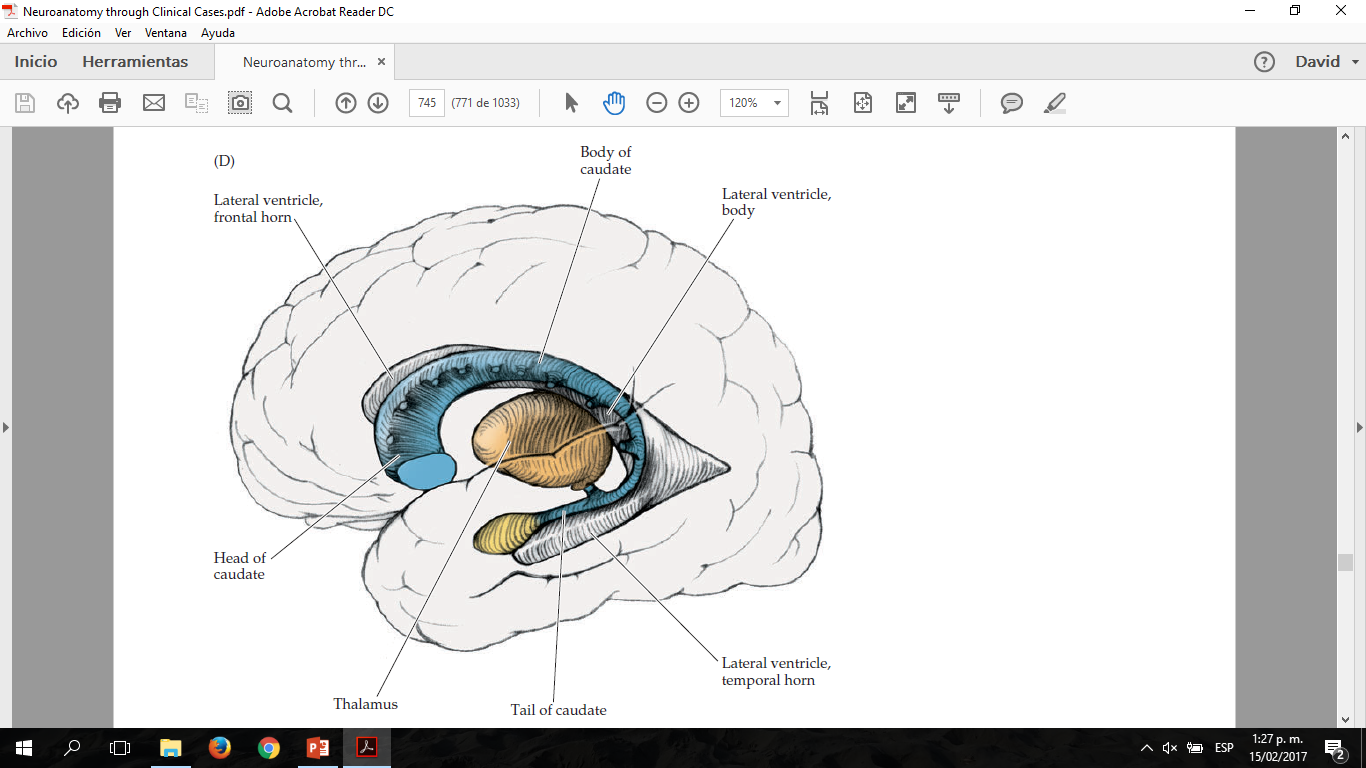 Neuroanatomy through Clinical Cases.pdf - Adobe Acrobat Reader DC
Archivo Edición Ver Ventana Ayuda
Inicio Herramientas Neuroanatomy thr... × ? David
745 (771 de 1033) 120%
(D)
Body of
caudate
Lateral ventricle,
frontal horn
Lateral ventricle,
body
Head of
caudate
Lateral ventricle,
temporal horn
Thalamus
Tail of caudate
ESP
1:27 p. m.
15/02/2017
2